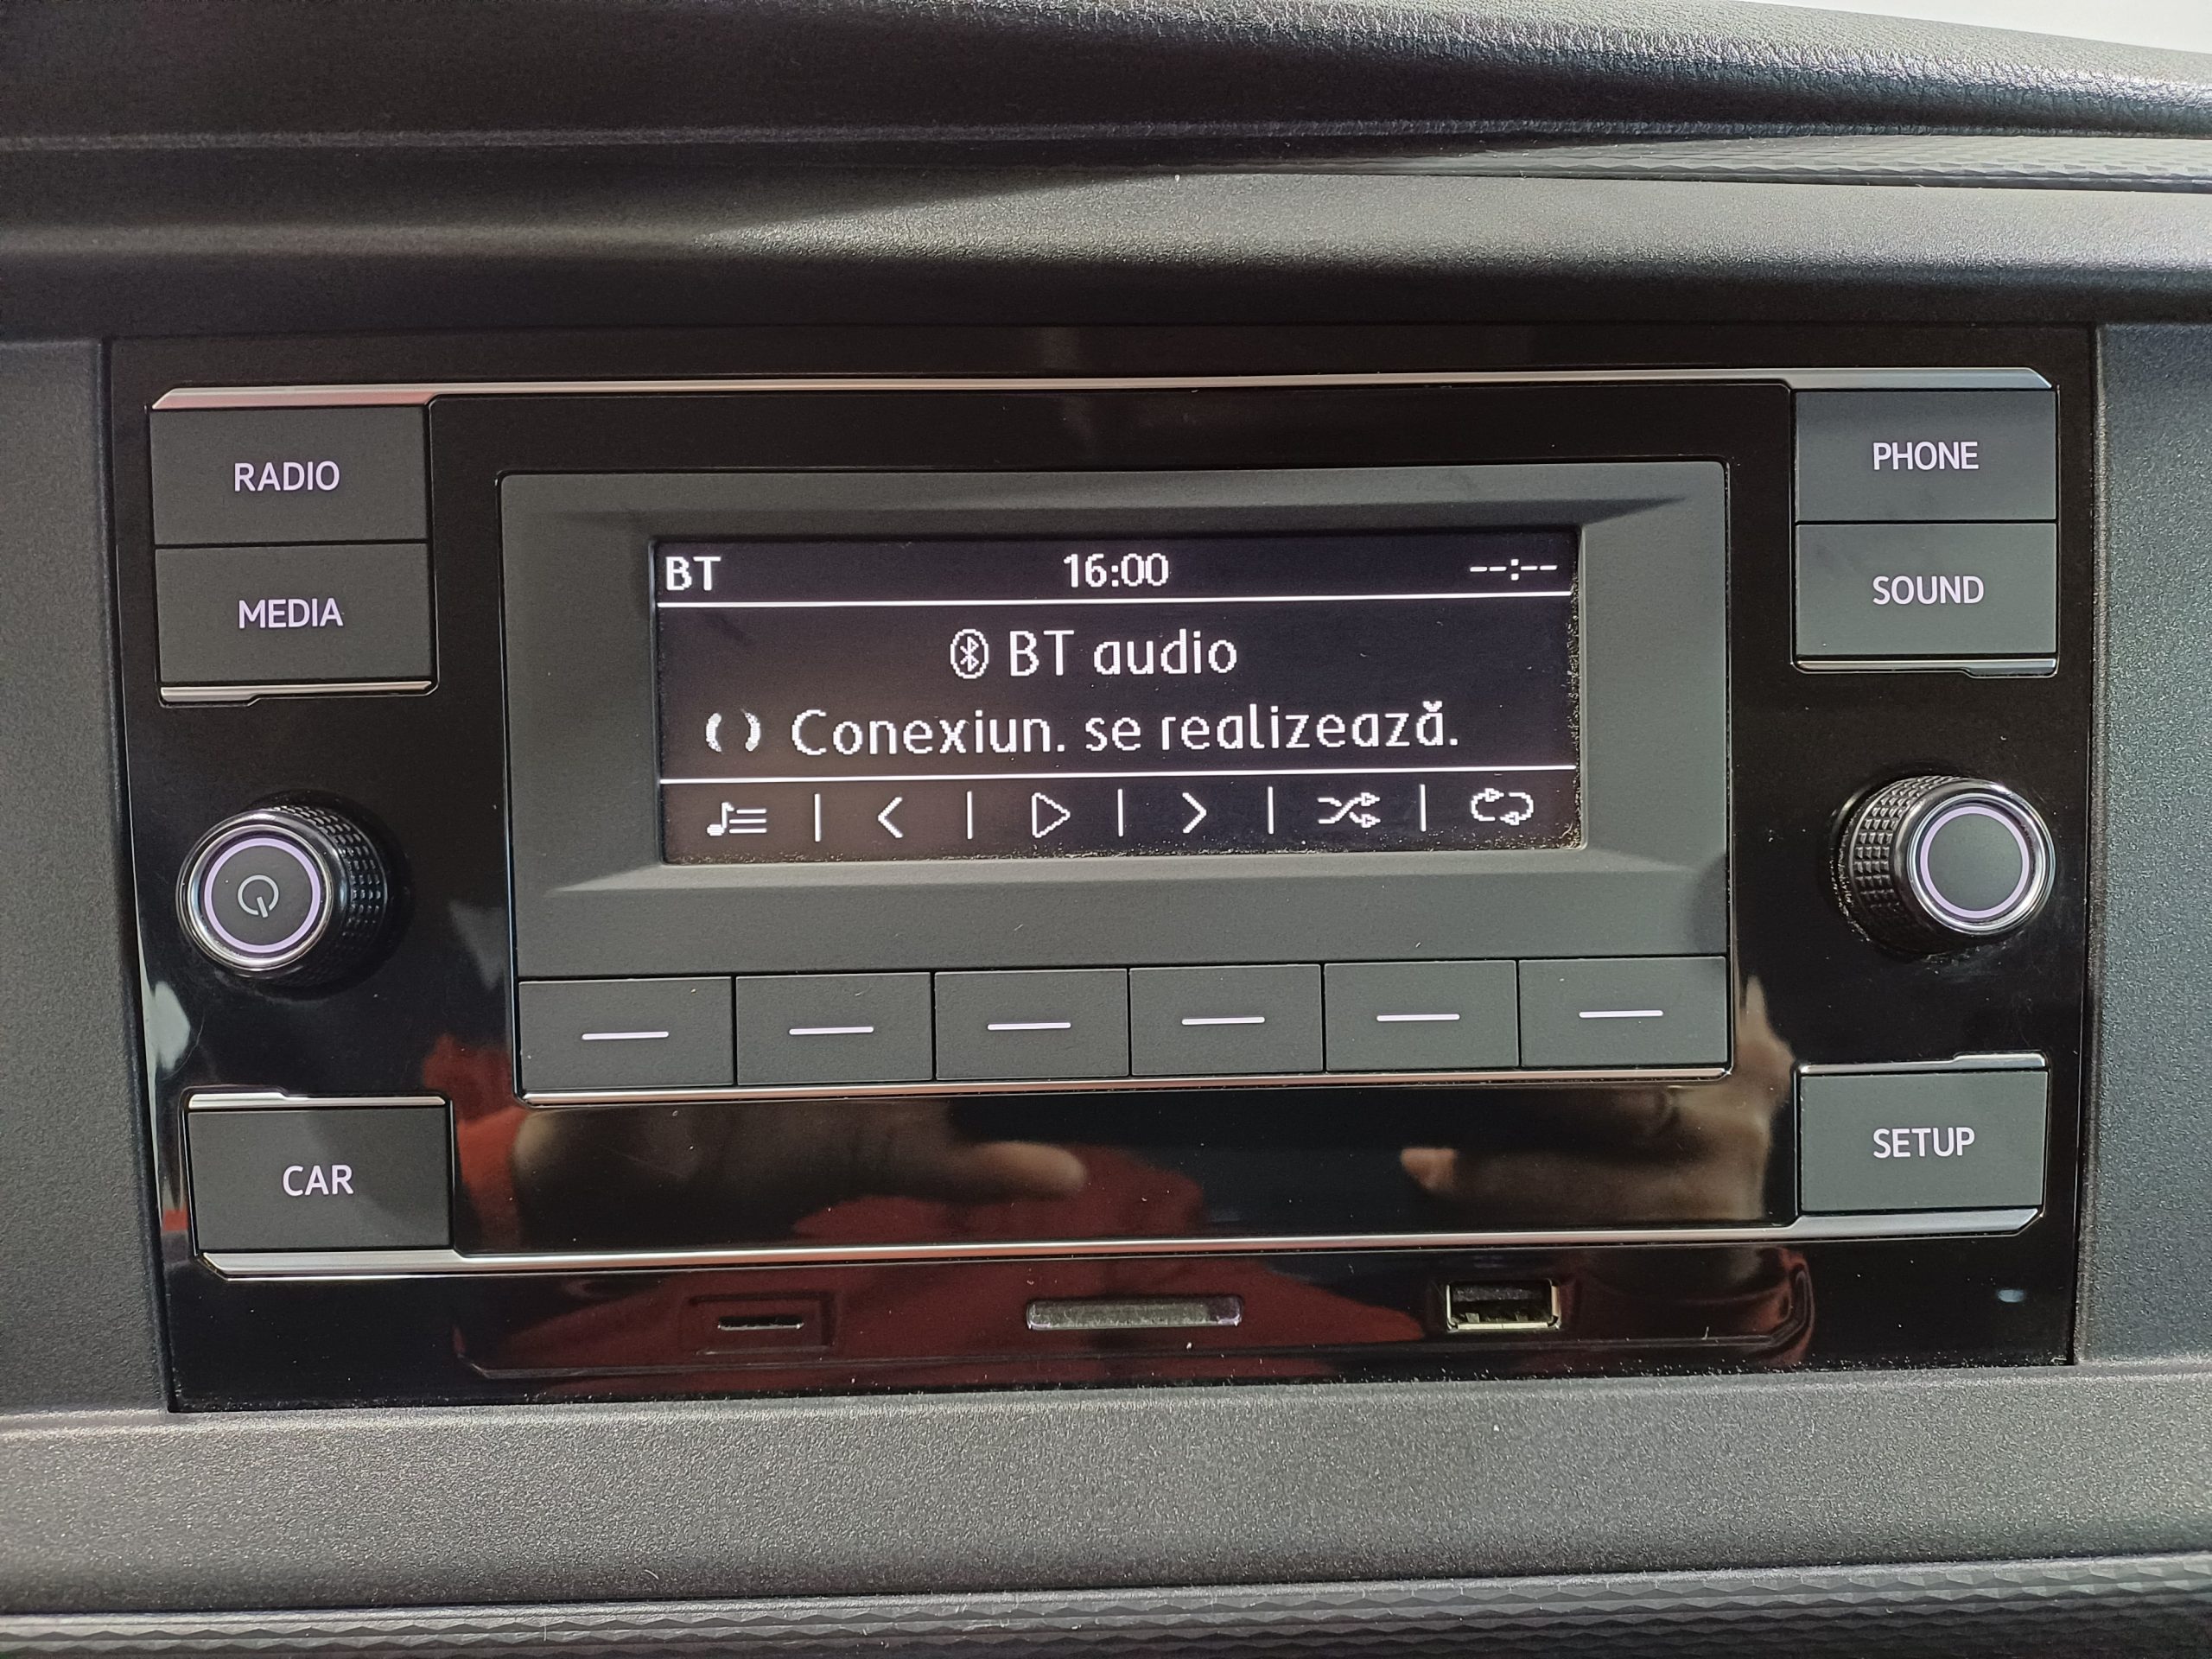 RADIO
MEDIA
PHONE
SOUND
BT 16:00 --:--
BT audio
Conexiun. se realizează.
CAR
SETUP